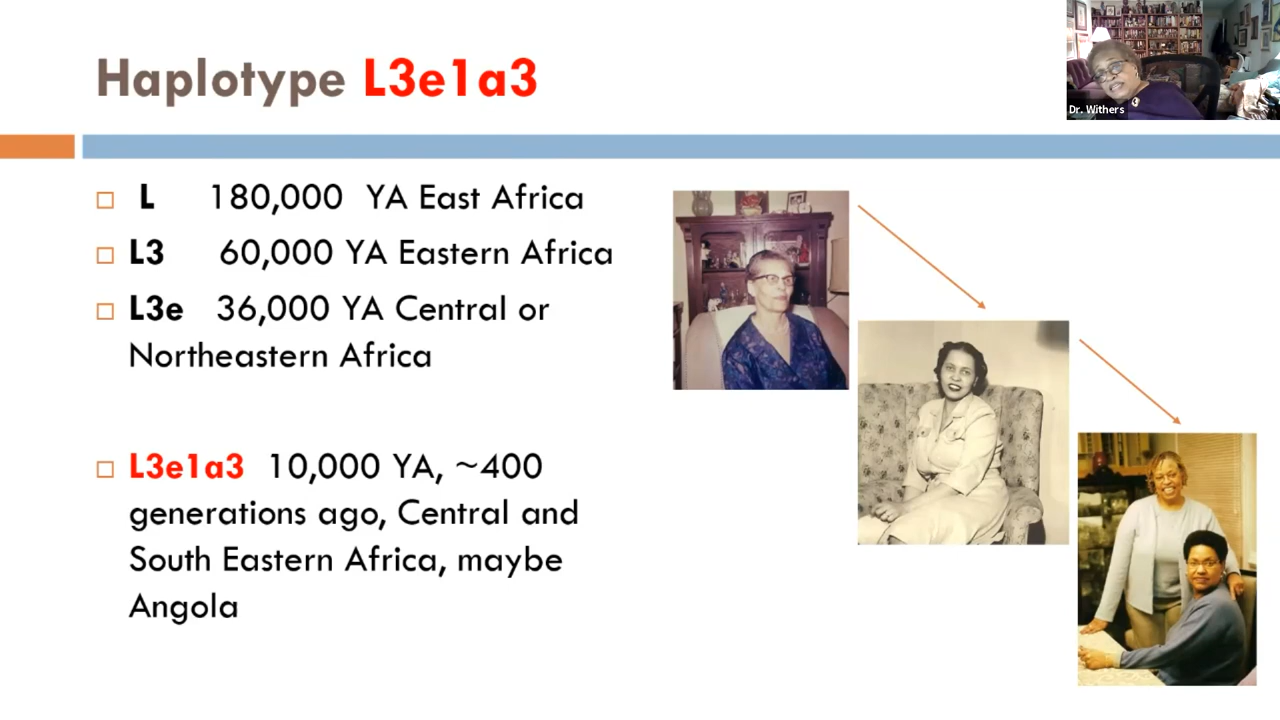 Haplotype L3e1a3
Dr. Withers
L 180,000 YA East Africa
L3 60,000 YA Eastern Africa
L3e 36,000 YA Central or
Northeastern Africa
L3e1a3 10,000 YA, ~400
generations ago, Central and
South Eastern Africa, maybe
Angola